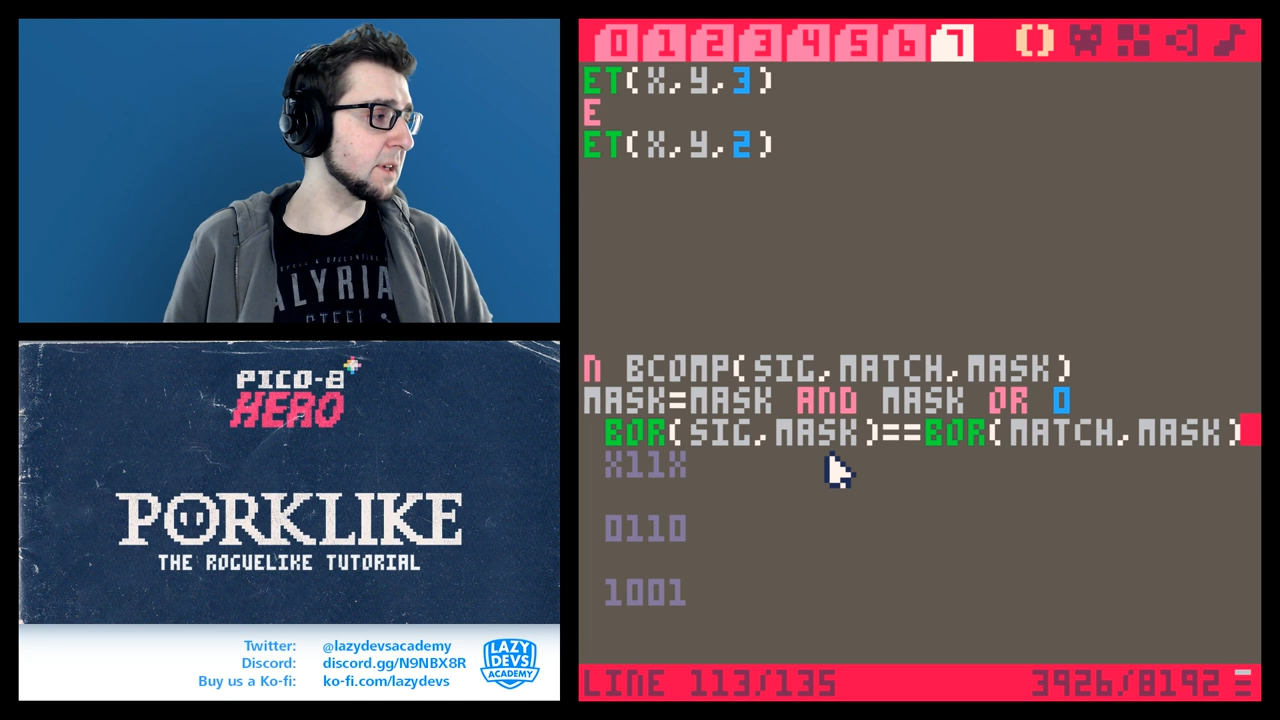 ALYRIA
STEEL
PICO-8
HERO
PORKLIKE
THE ROGUELIKE TUTORIAL
Twitter: @lazydevsacademy
Discord: discord.gg/N9NBX8R
Buy us a Ko-fi: ko-fi.com/lazydevs
LAZY
DEVS
ACADEMY
0 1 2 3 4 5 6 7
ET(X,Y,3)
E
ET(X,Y,2)
N BCOMP(SIG,MATCH,MASK)
MASK=MASK AND MASK OR 0
BOR(SIG,MASK)==BOR(MATCH,MASK)
X11X
0110
1001
LINE 113/135
3926/8192